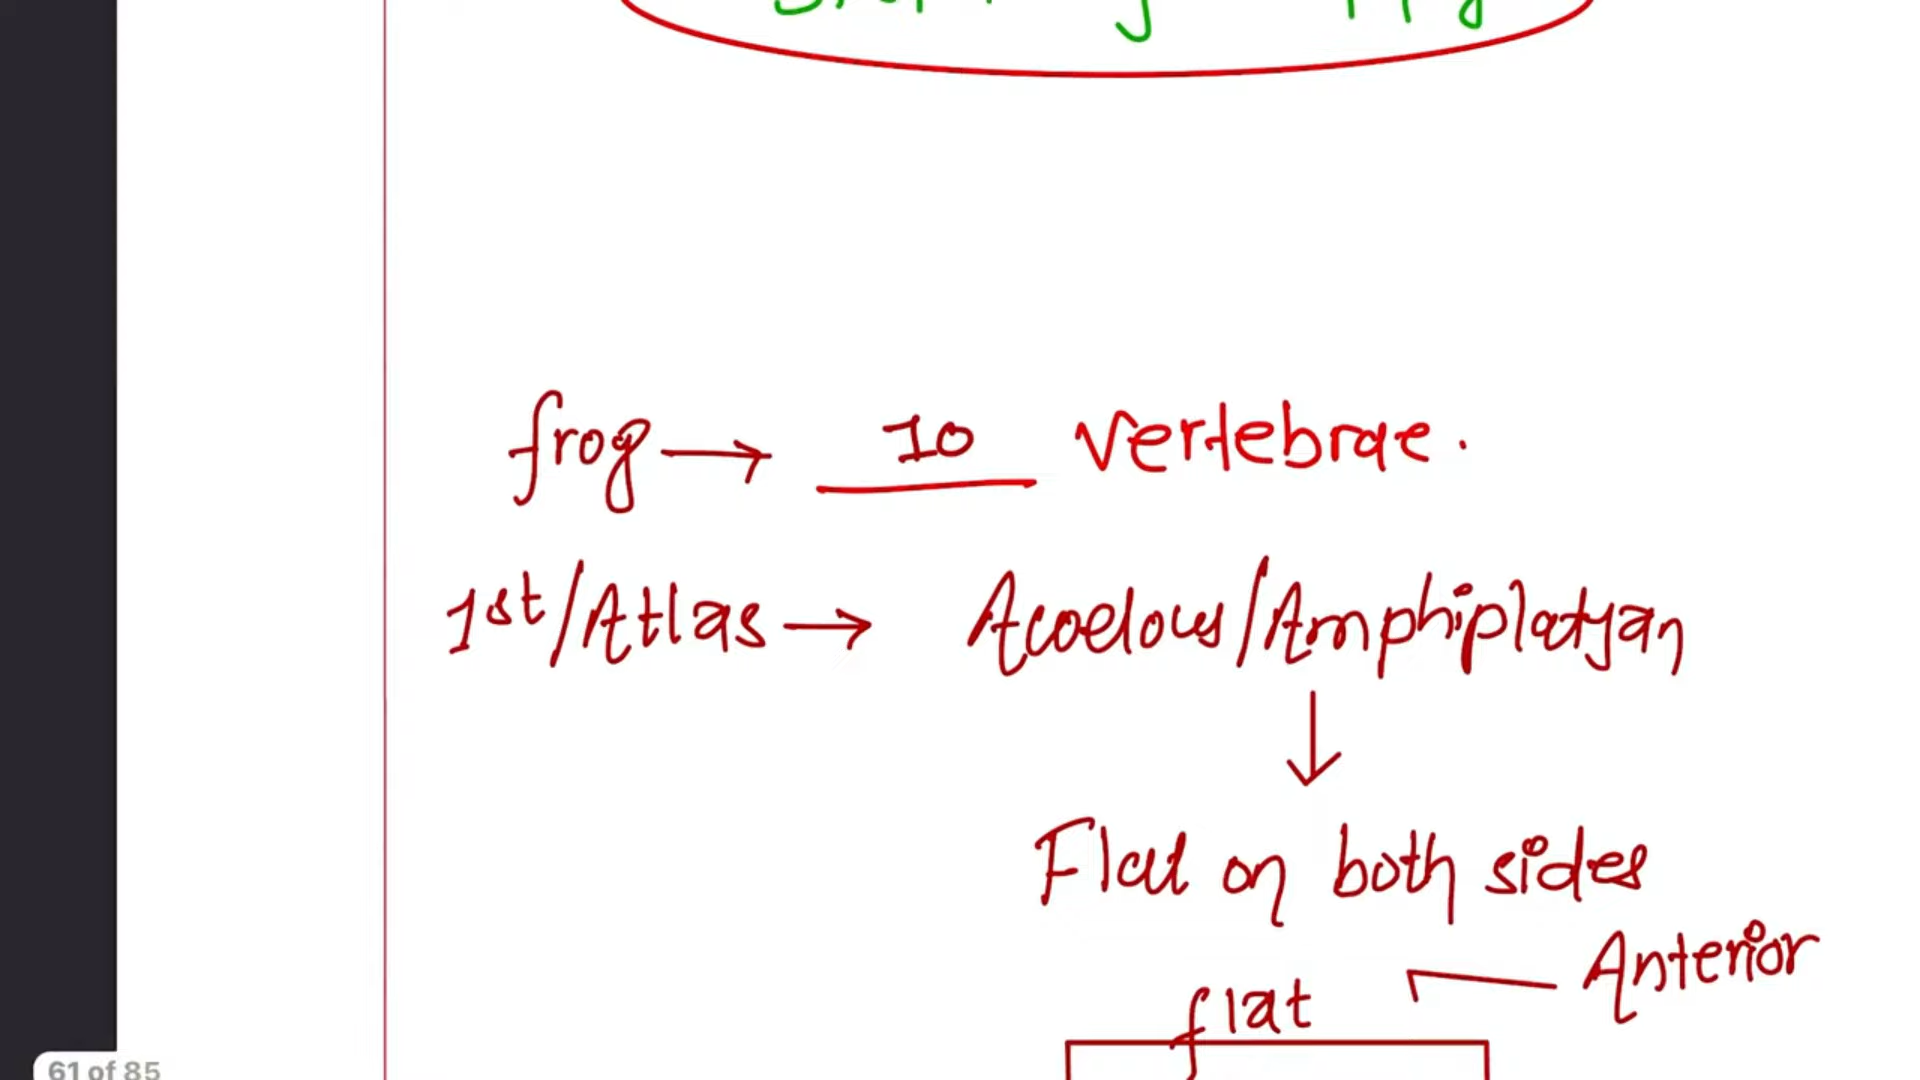 frog → 10 vertebrae.
1st/Atlas → Acoelous/Amphiplatyan
↓
Flat on both sides
Anterior
flat
61 of 85